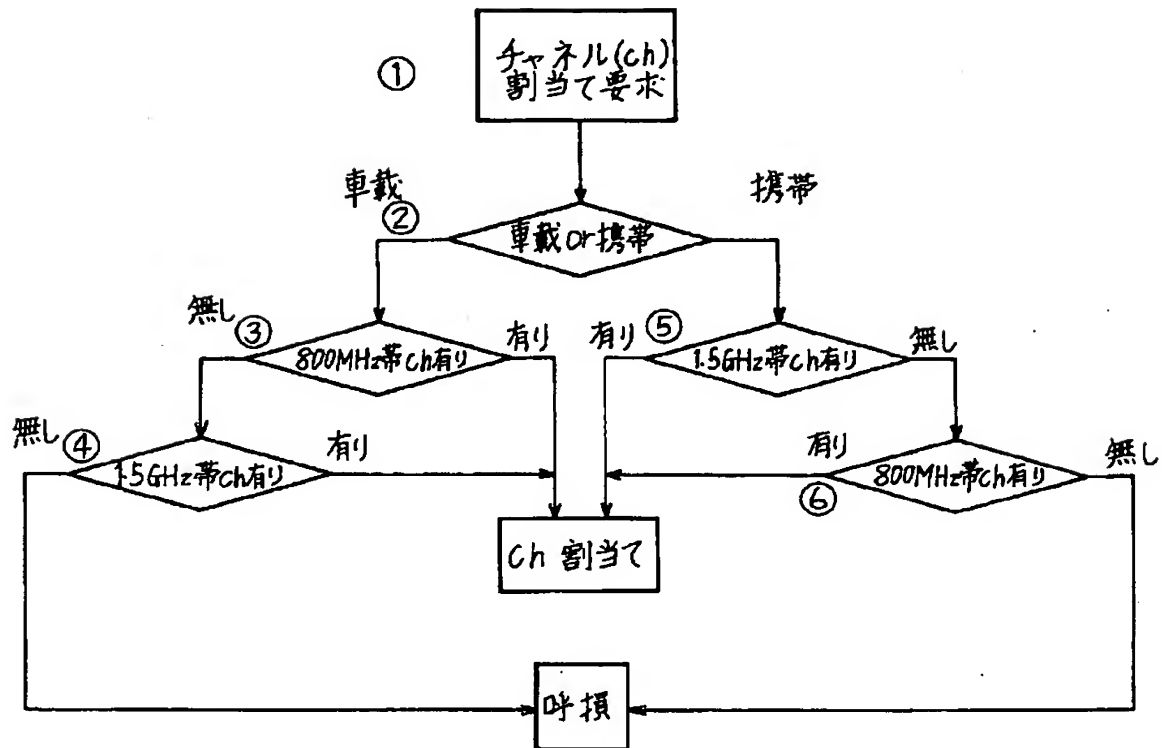 チャネル(ch)
割当て要求
①
車載
②
車載or携帯
携帯
無し
③
800MHz帯ch有り
有り
有り
⑤
1.5GHz帯ch有り
無し
無し
④
1.5GHz帯ch有り
有り
有り
⑥
800MHz帯ch有り
無し
Ch 割当て
呼損